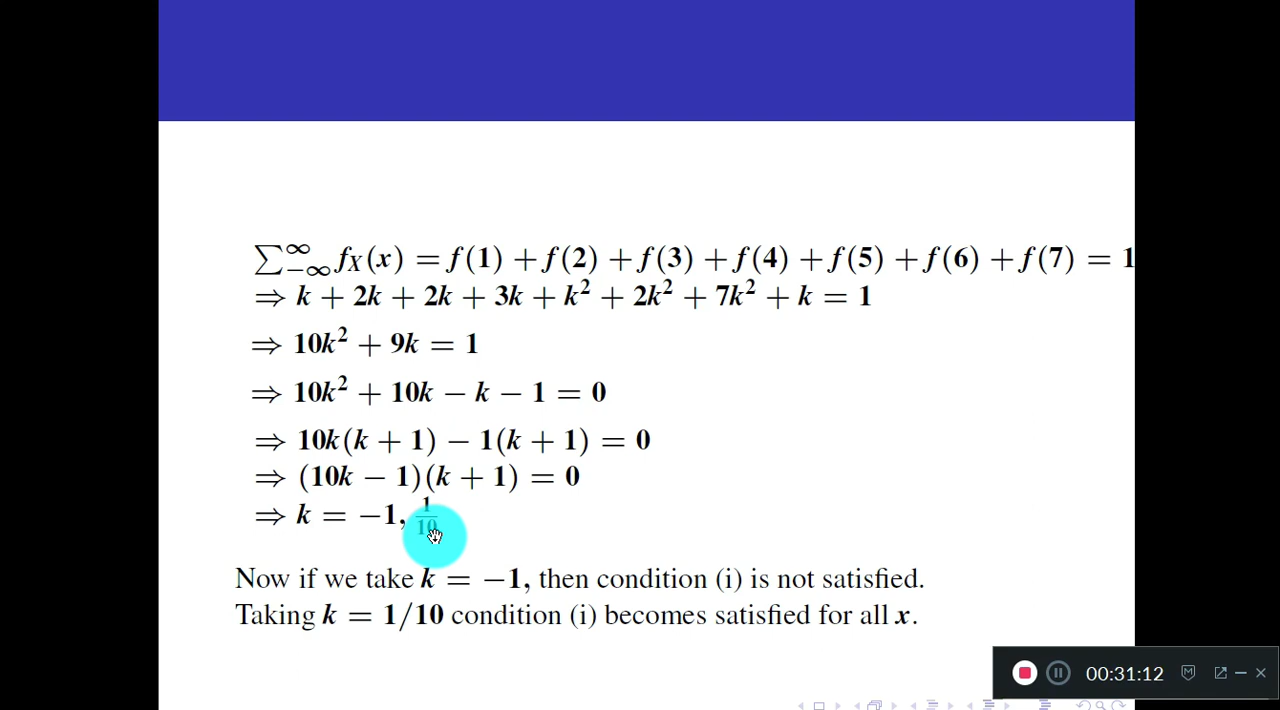 ∑_{−∞}^{∞} f_X(x) = f(1) + f(2) + f(3) + f(4) + f(5) + f(6) + f(7) = 1
⇒ k + 2k + 2k + 3k + k² + 2k² + 7k² + k = 1
⇒ 10k² + 9k = 1
⇒ 10k² + 10k − k − 1 = 0
⇒ 10k(k + 1) − 1(k + 1) = 0
⇒ (10k − 1)(k + 1) = 0
⇒ k = −1, 1/10
Now if we take k = −1, then condition (i) is not satisfied.
Taking k = 1/10 condition (i) becomes satisfied for all x.
00:31:12